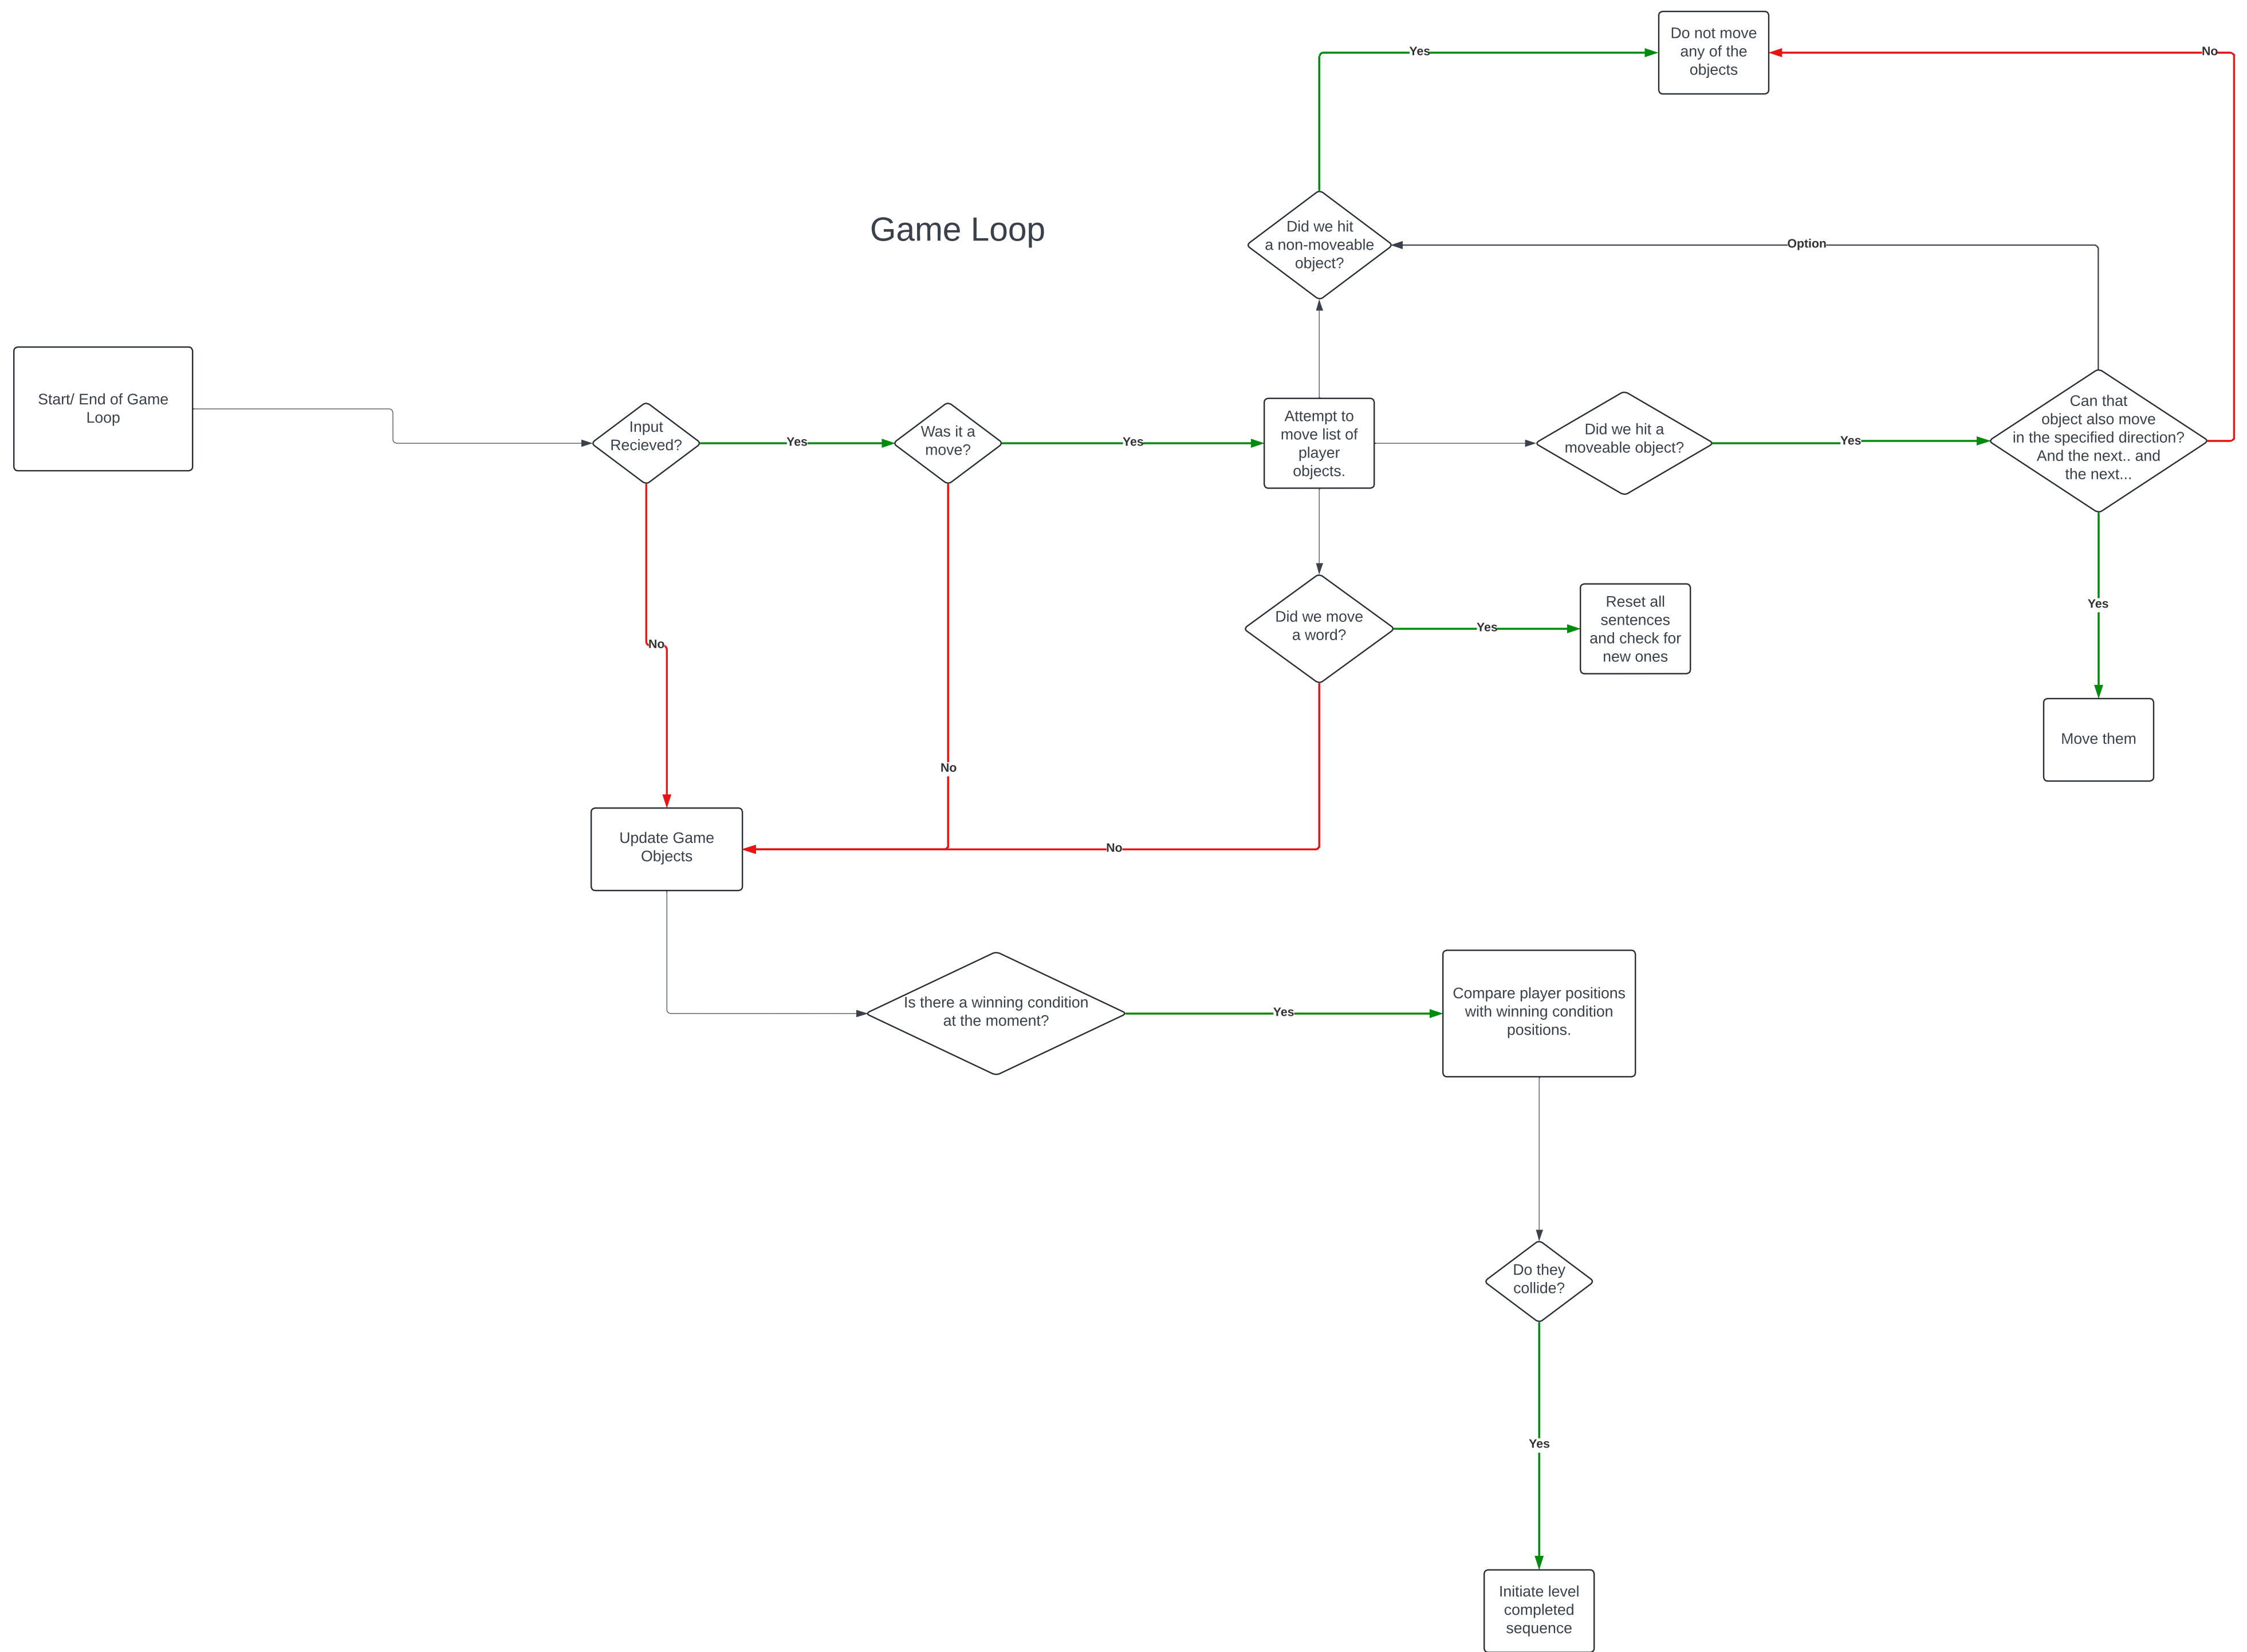 Do not move
any of the
objects
Yes
No
Game Loop
Did we hit
a non-moveable
object?
Option
Start/ End of Game
Loop
Input
Recieved?
Yes
Was it a
move?
Yes
Attempt to
move list of
player
objects.
Did we hit a
moveable object?
Yes
Can that
object also move
in the specified direction?
And the next.. and
the next...
No
Did we move
a word?
Yes
Reset all
sentences
and check for
new ones
Yes
Move them
No
Update Game
Objects
No
Is there a winning condition
at the moment?
Yes
Compare player positions
with winning condition
positions.
Do they
collide?
Yes
Initiate level
completed
sequence